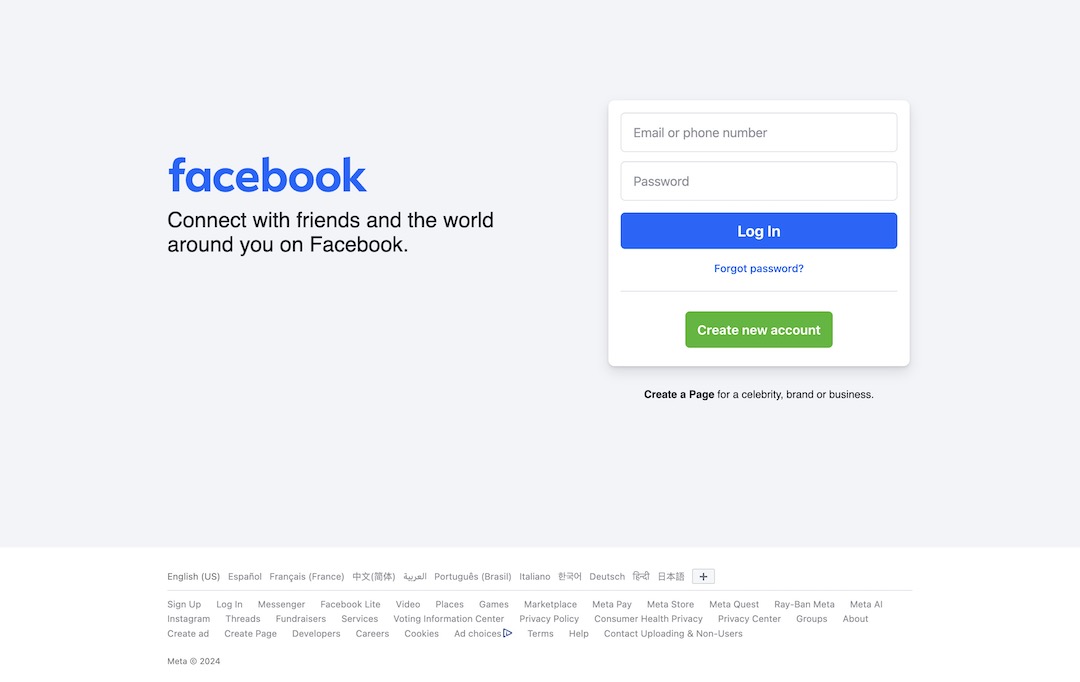 facebook
Connect with friends and the world
around you on Facebook.
Email or phone number
Password
Log In
Forgot password?
Create new account
Create a Page for a celebrity, brand or business.
English (US) Español Français (France) 中文(简体) العربية Português (Brasil) Italiano 한국어 Deutsch हिन्दी 日本語 +
Sign Up Log In Messenger Facebook Lite Video Places Games Marketplace Meta Pay Meta Store Meta Quest Ray-Ban Meta Meta AI
Instagram Threads Fundraisers Services Voting Information Center Privacy Policy Consumer Health Privacy Privacy Center Groups About
Create ad Create Page Developers Careers Cookies Ad choices Terms Help Contact Uploading & Non-Users
Meta © 2024